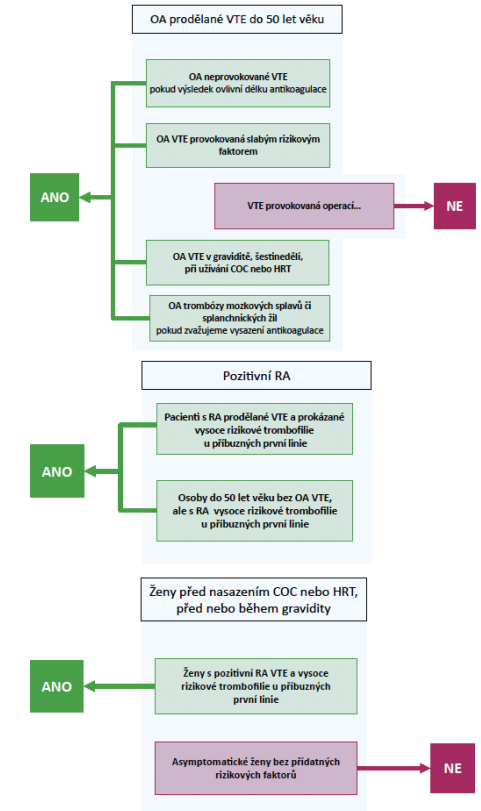 OA prodělané VTE do 50 let věku
OA neprovokované VTE
pokud výsledek ovlivní délku antikoagulace
OA VTE provokovaná slabým rizikovým
faktorem
ANO
VTE provokovaná operací...
NE
OA VTE v graviditě, šestinedělí,
při užívání COC nebo HRT
OA trombózy mozkových splavů či
splanchnických žil
pokud zvažujeme vysazení antikoagulace
Pozitivní RA
Pacienti s RA prodělané VTE a prokázané
vysoce rizikové trombofilie
u příbuzných první linie
ANO
Osoby do 50 let věku bez OA VTE,
ale s RA vysoce rizikové trombofilie
u příbuzných první linie
Ženy před nasazením COC nebo HRT,
před nebo během gravidity
ANO
Ženy s pozitivní RA VTE a vysoce
rizikové trombofilie u příbuzných
první linie
Asymptomatické ženy bez přídatných
rizikových faktorů
NE